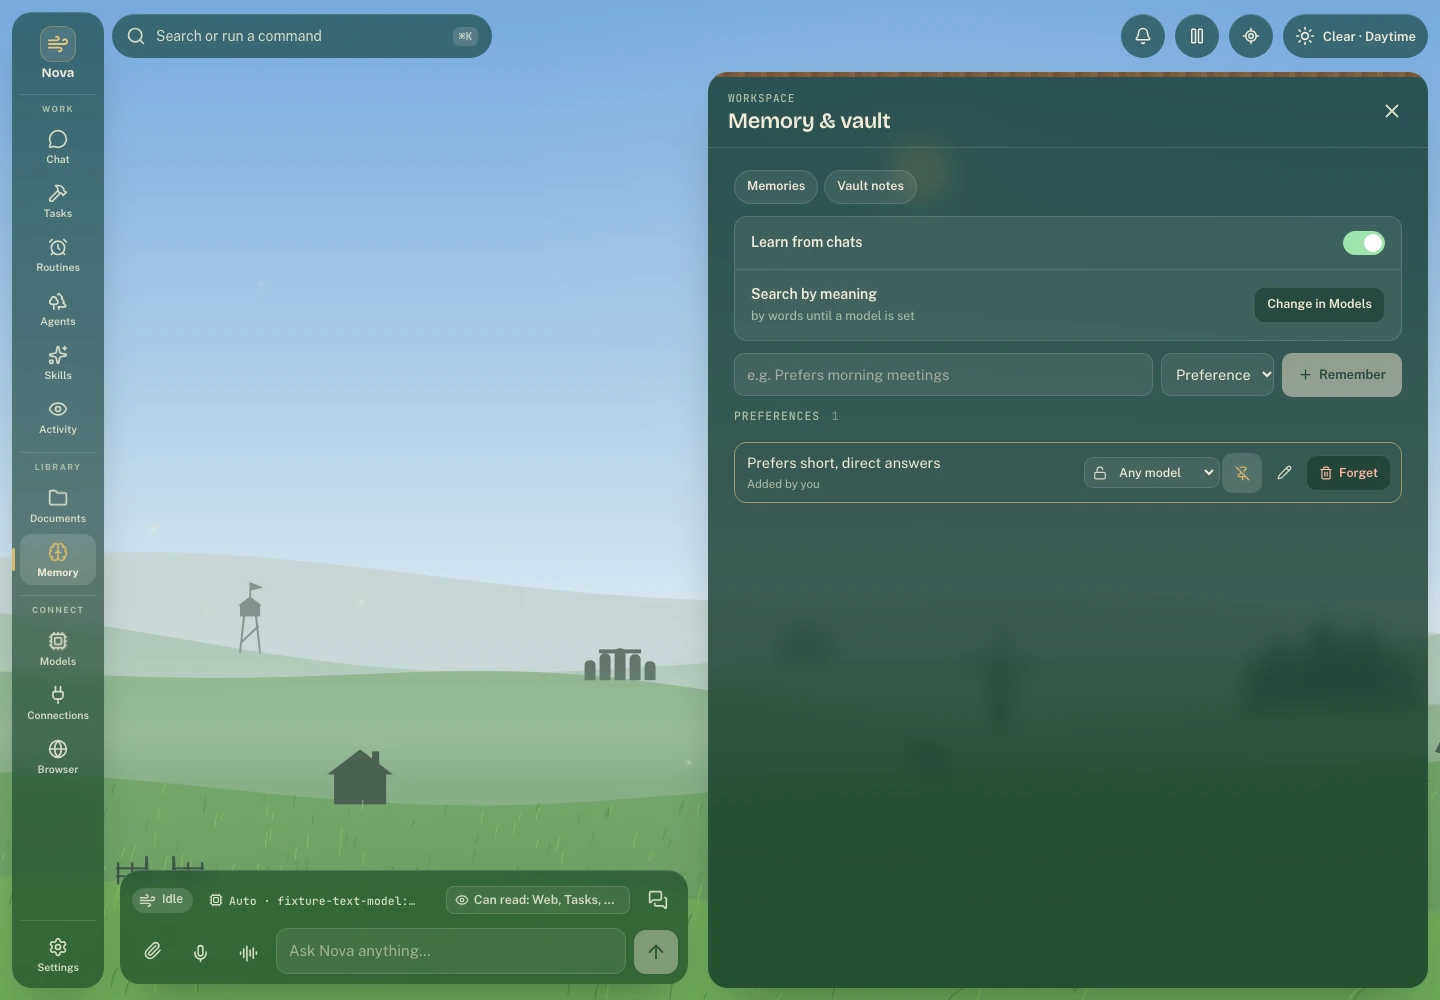 Nova
WORK
Chat
Tasks
Routines
Agents
Skills
Activity
LIBRARY
Documents
Memory
CONNECT
Models
Connections
Browser
Settings
Search or run a command
⌘K
Clear · Daytime
WORKSPACE
Memory & vault
Memories
Vault notes
Learn from chats
Search by meaning
by words until a model is set
Change in Models
e.g. Prefers morning meetings
Preference
+ Remember
PREFERENCES 1
Prefers short, direct answers
Added by you
Any model
Forget
Idle
Auto · fixture-text-model:…
Can read: Web, Tasks, ...
Ask Nova anything...